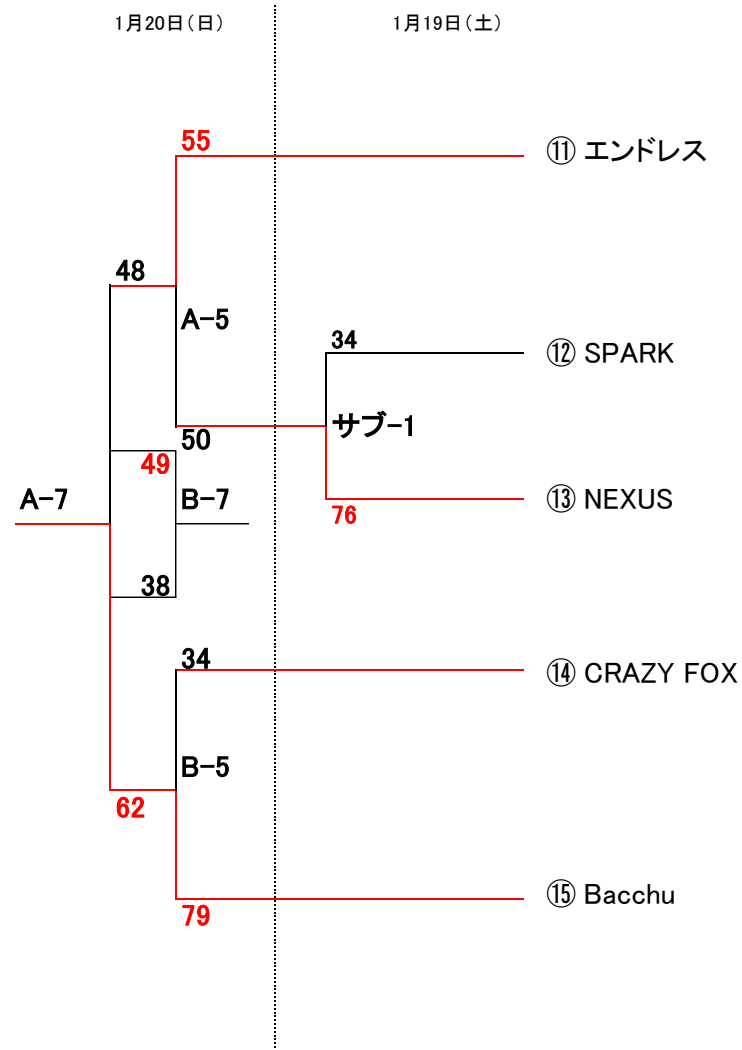 1月20日（日）
1月19日（土）
55
⑪ エンドレス
48
A-5
34
⑫ SPARK
サブ-1
50
49
A-7
B-7
⑬ NEXUS
76
38
34
⑭ CRAZY FOX
B-5
62
⑮ Bacchu
79